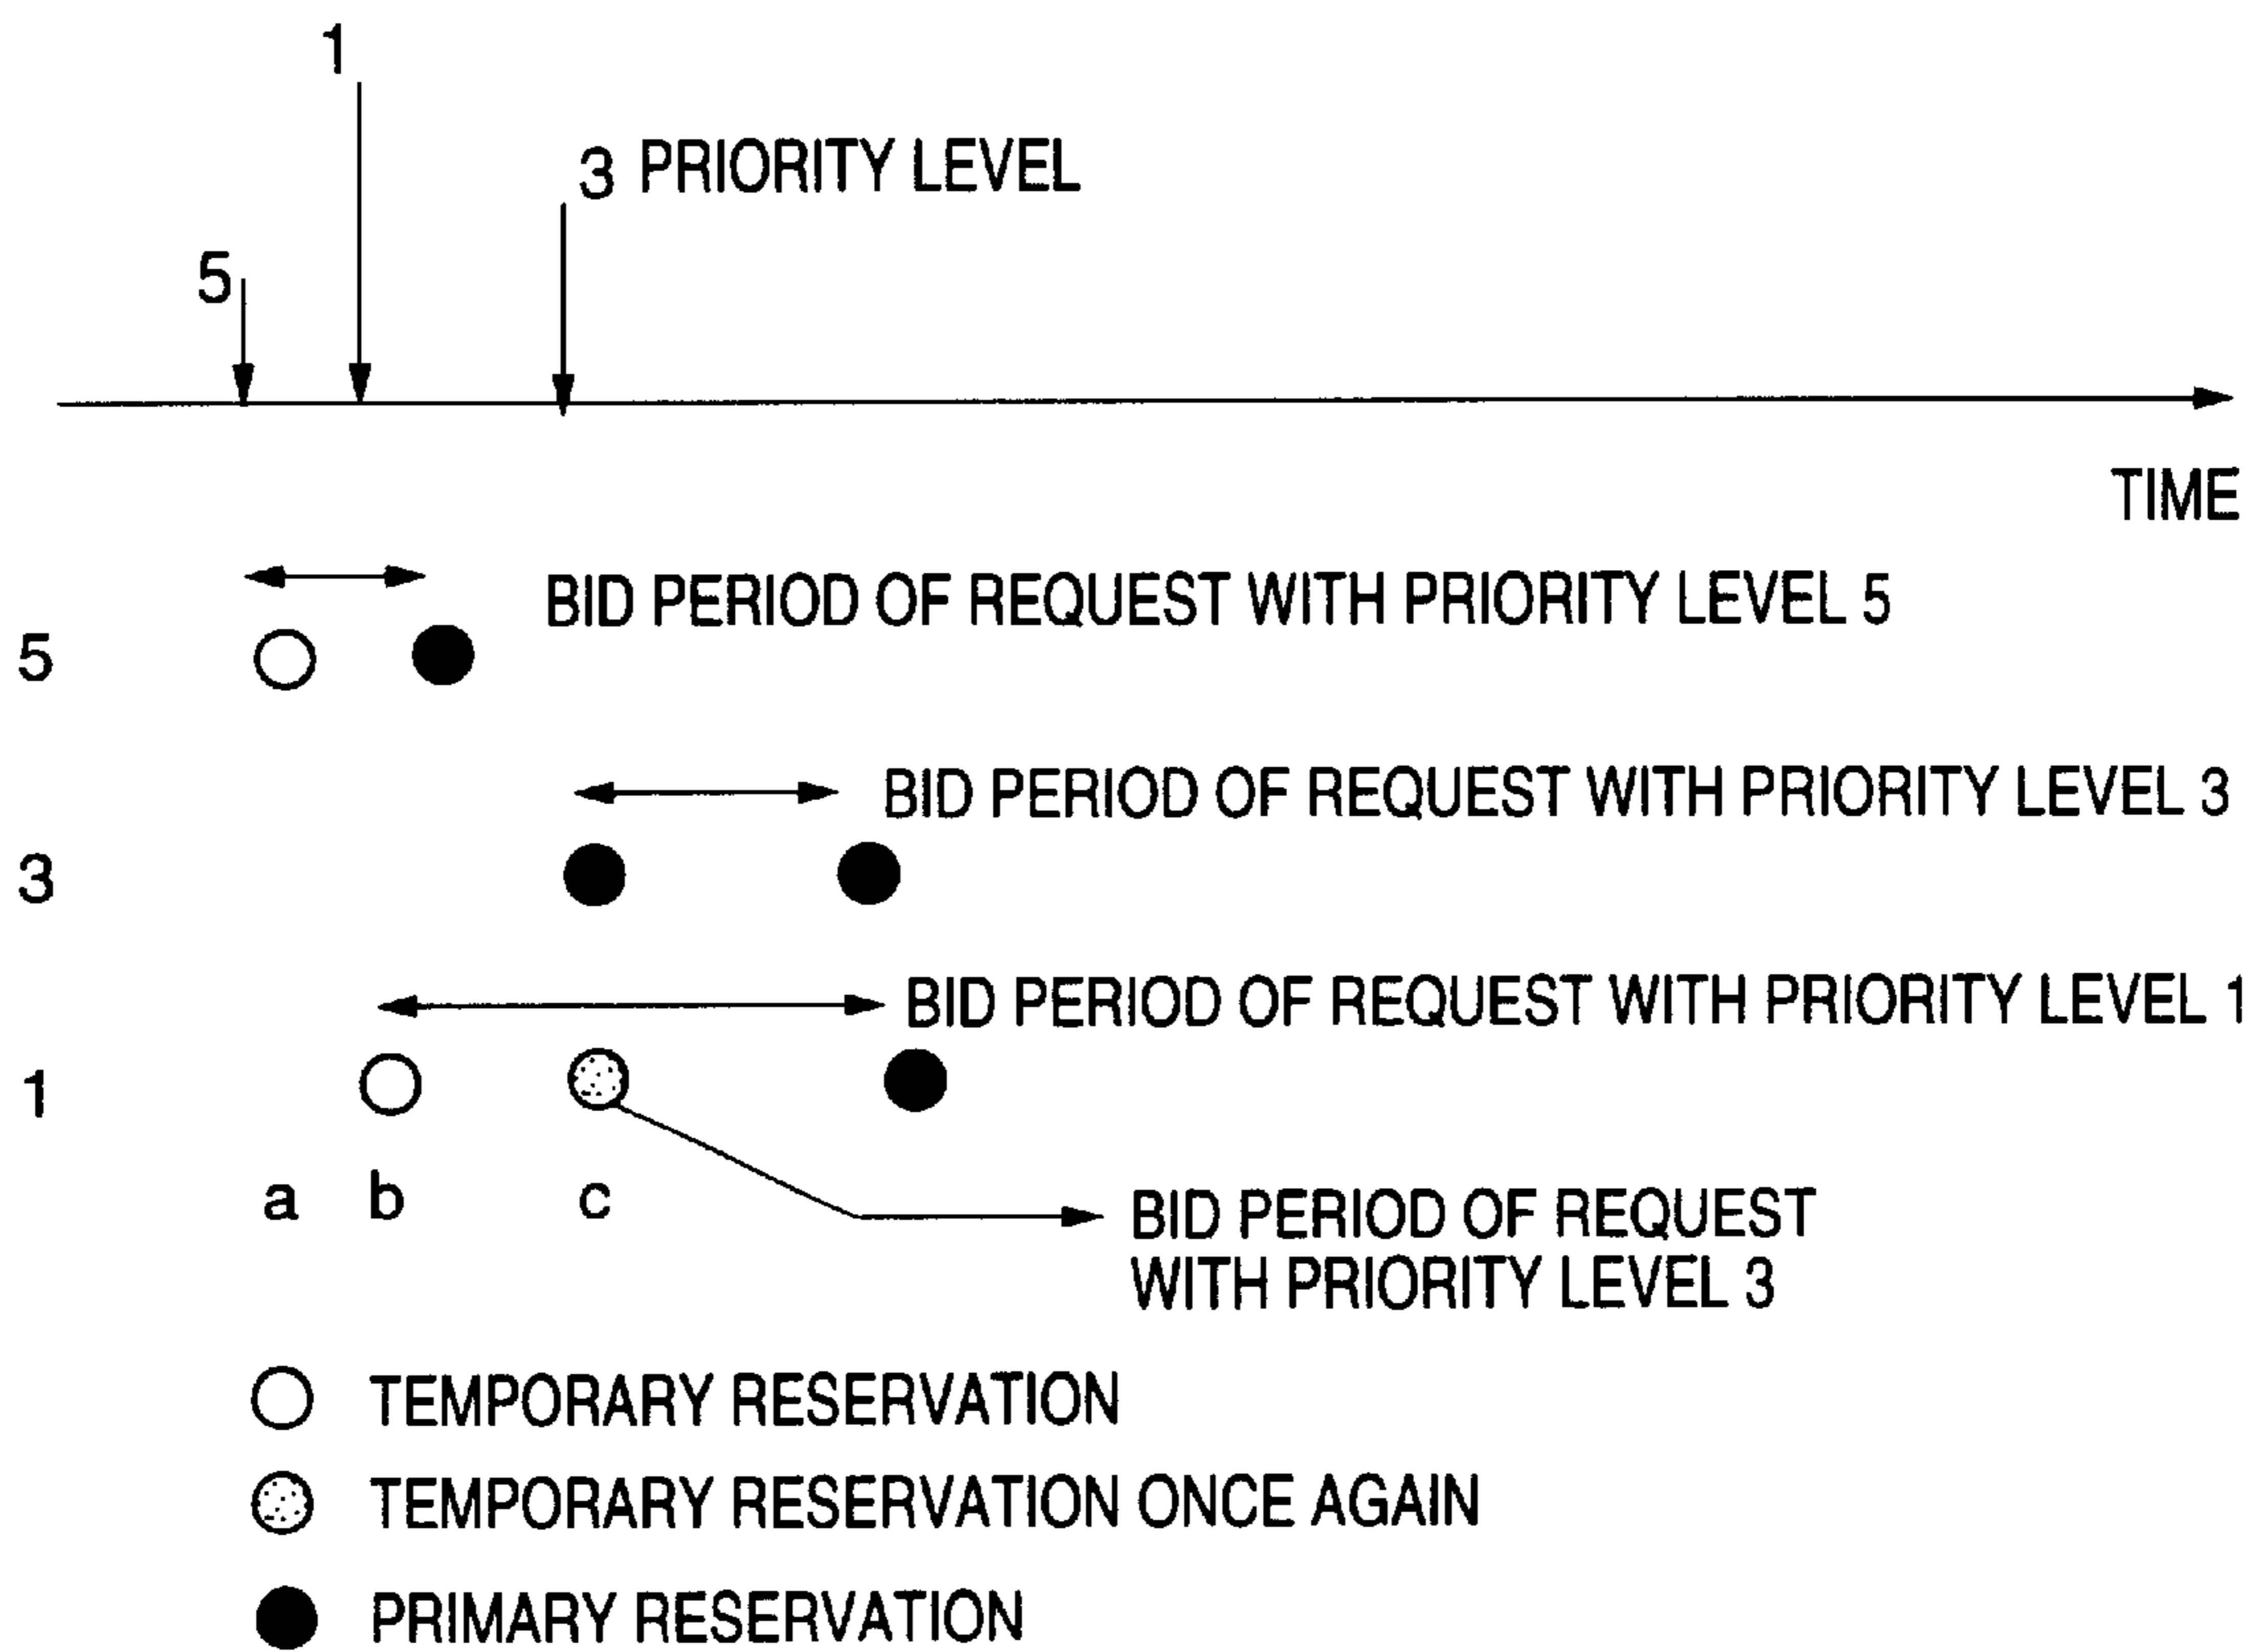 1
3 PRIORITY LEVEL
5
TIME
BID PERIOD OF REQUEST WITH PRIORITY LEVEL 5
5
BID PERIOD OF REQUEST WITH PRIORITY LEVEL 3
3
BID PERIOD OF REQUEST WITH PRIORITY LEVEL 1
1
a b c
BID PERIOD OF REQUEST
WITH PRIORITY LEVEL 3
TEMPORARY RESERVATION
TEMPORARY RESERVATION ONCE AGAIN
PRIMARY RESERVATION